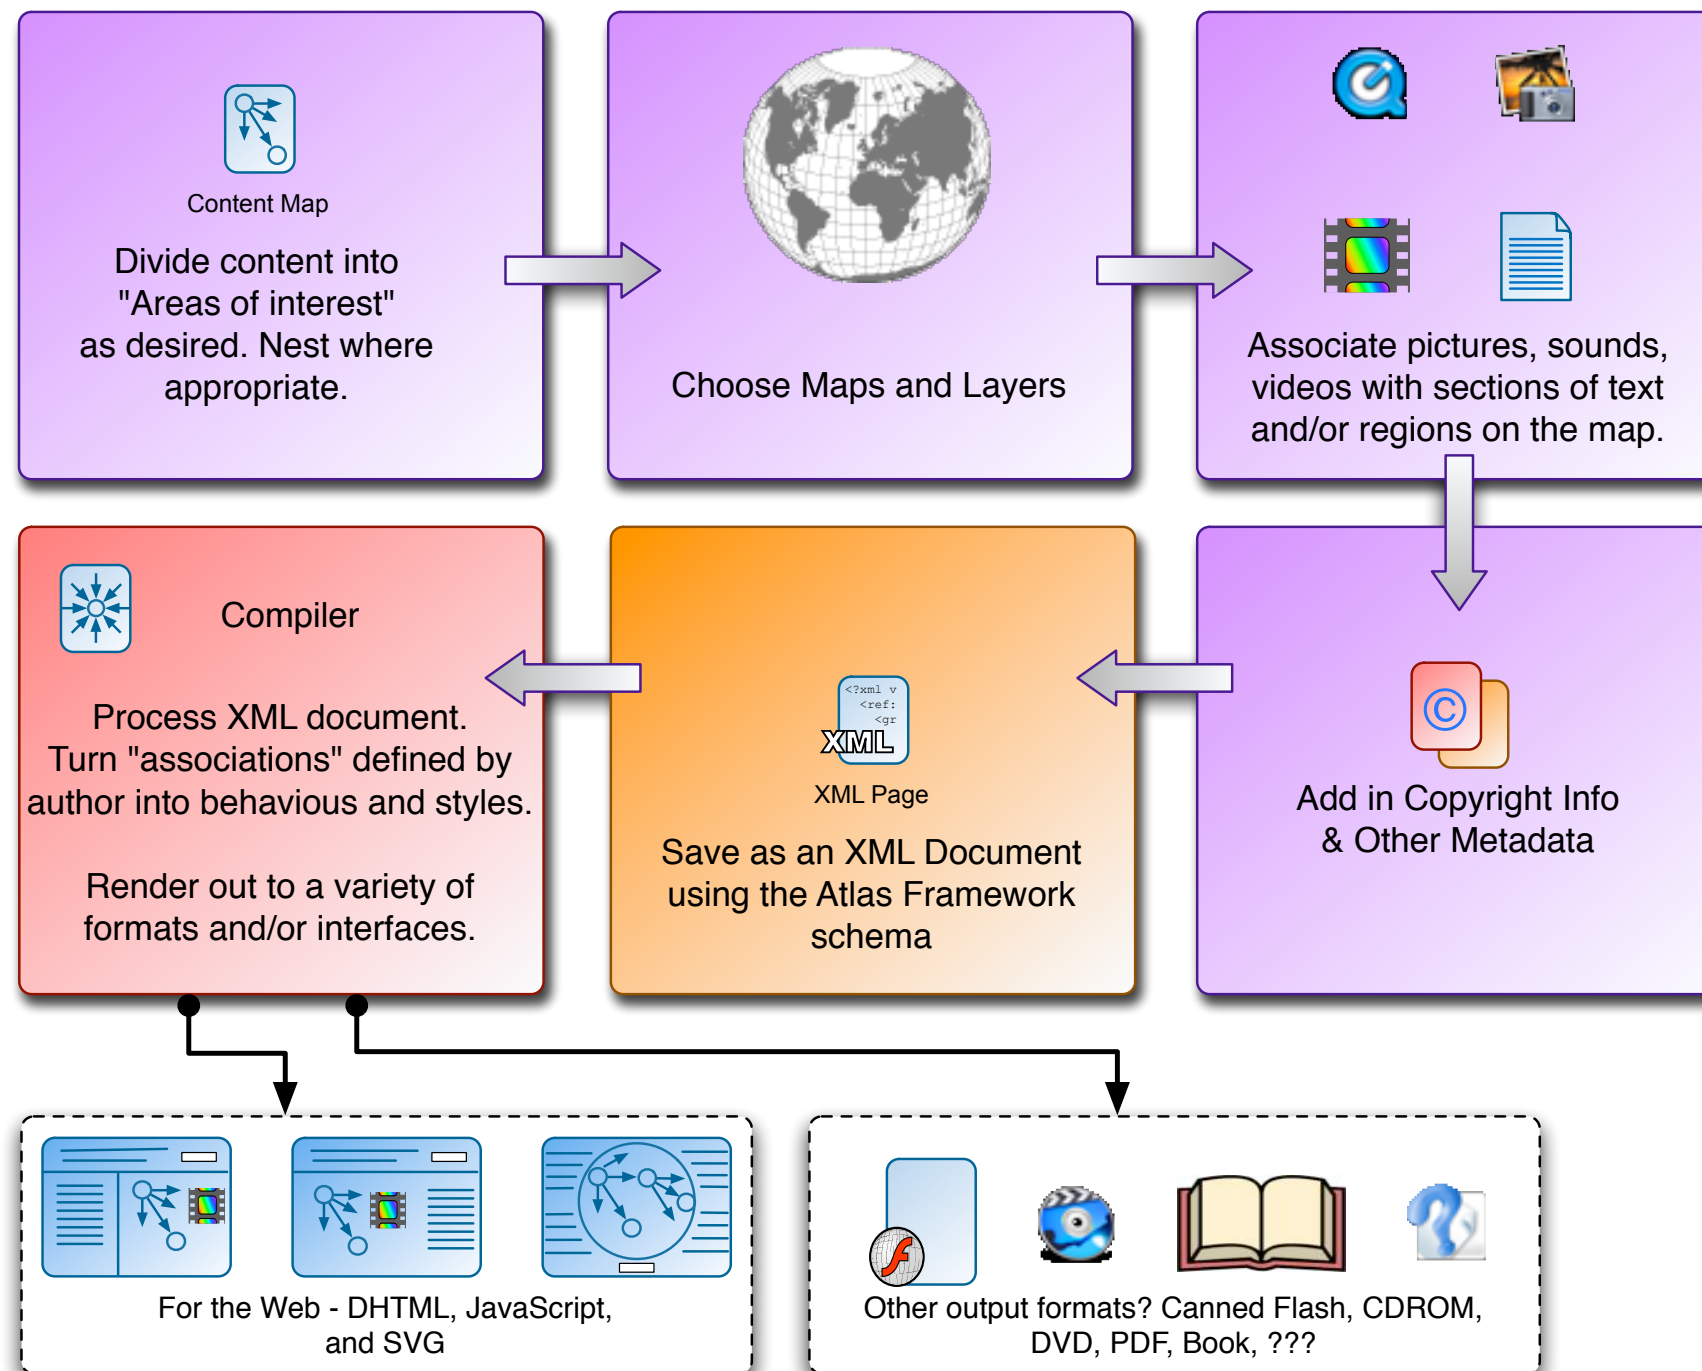 Content Map
Divide content into
"Areas of interest"
as desired. Nest where
appropriate.
Choose Maps and Layers
Associate pictures, sounds,
videos with sections of text
and/or regions on the map.
Compiler
Process XML document.
Turn "associations" defined by
author into behavious and styles.
Render out to a variety of
formats and/or interfaces.
<?xml v
<ref:
<gr
XML
XML Page
Save as an XML Document
using the Atlas Framework
schema
©
Add in Copyright Info
& Other Metadata
For the Web - DHTML, JavaScript,
and SVG
Other output formats? Canned Flash, CDROM,
DVD, PDF, Book, ???